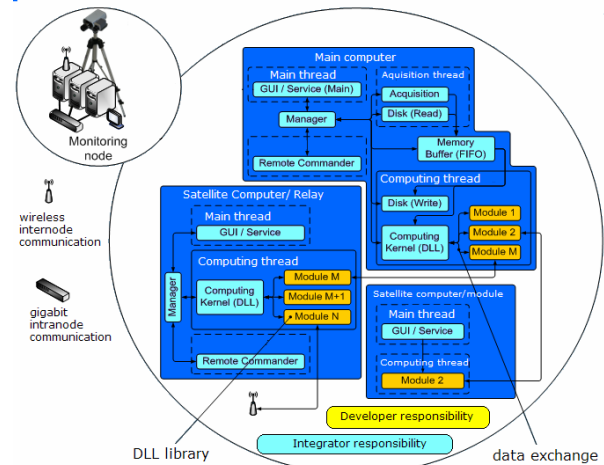 Main computer
Main thread
GUI / Service (Main)
Manager
Remote Commander
Aquisition thread
Acquisition
Disk (Read)
Memory
Buffer (FIFO)
Computing thread
Disk (Write)
Computing
Kernel (DLL)
Module 1
Module 2
Module M
Monitoring
node
wireless
internode
communication
gigabit
intranode
communication
Satellite Computer/ Relay
Main thread
GUI / Service
Computing thread
Manager
Computing
Kernel (DLL)
Module M
Module M+1
Module N
Remote Commander
Satellite computer/module
Main thread
GUI / Service
Computing thread
Module 2
Developer responsibility
Integrator responsibility
DLL library
data exchange